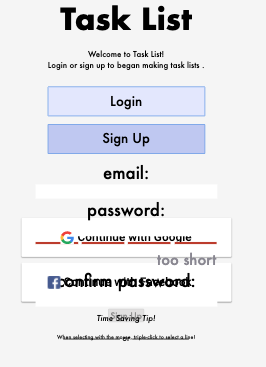 Task List
Welcome to Task List!
Login or sign up to began making task lists .
Login
Sign Up
email:
password:
Continue with Google
too short
confirm password:
Continue with Facebook
Sign Up
Time Saving Tip!
When selecting with the mouse, triple-click to select a line!